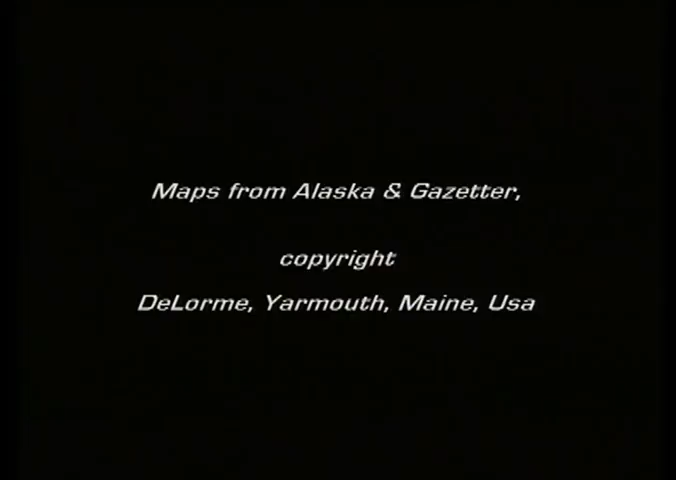 Maps from Alaska & Gazetter,
copyright
DeLorme, Yarmouth, Maine, Usa